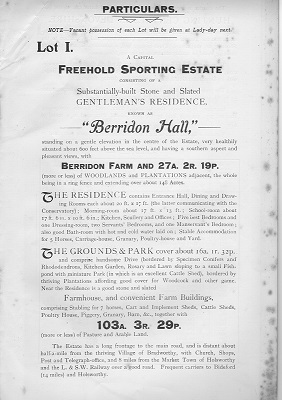 PARTICULARS.
NOTE—Vacant possession of each Lot will be given at Lady-day next.
Lot I.
A CAPITAL
FREEHOLD SPORTING ESTATE
CONSISTING OF A
Substantially-built Stone and Slated
GENTLEMAN'S RESIDENCE,
KNOWN AS
"Berridon Hall,"
standing on a gentle elevation in the centre of the Estate, very healthily
situated about 600 feet above the sea level, and having a southern aspect and
pleasant views, with
BERRIDON FARM AND 27A. 2R. 19P.
(more or less) of WOODLANDS and PLANTATIONS adjacent, the whole
being in a ring fence and extending over about 148 Acres.
THE RESIDENCE contains Entrance Hall, Dining and Draw-
ing Rooms each about 20 ft. x 17 ft. (the latter communicating with the
Conservatory); Morning-room about 17 ft. x 13 ft.; School-room about
17 ft. 6 in. x 10 ft. 6 in.; Kitchen, Scullery and Offices; Five best Bedrooms and
one Dressing-room, two Servants' Bedrooms, and one Manservant's Bedroom;
also good Bath-room with hot and cold water laid on; Stable Accommodation
for 5 Horses, Carriage-house, Granary, Poultry-house and Yard.
THE GROUNDS & PARK cover about 16A. 1R. 32P.
and comprise handsome Drive (bordered by Specimen Conifers and
Rhododendrons, Kitchen Garden, Rosary and Lawn sloping to a small Fish
pond with miniature Fort (in which is an excellent Cattle Shed), bordered by
thriving Plantations affording good cover for Woodcock and other game.
Near the Residence is a good stone and slated
Farmhouse, and convenient Farm Buildings,
comprising Stabling for 7 horses, Cart and Implement Sheds, Cattle Sheds,
Poultry House, Piggery, Granary, Barn, &c., together with
103A. 3R. 29P.
(more or less) of Pasture and Arable Land.
The Estate has a long frontage to the main road, and is distant about
half-a-mile from the thriving Village of Bradworthy, with Church, Shops,
Post and Telegraph-office, and 8 miles from the Market Town of Holsworthy
and the L. & S.W. Railway over a good road. Frequent carriers to Bideford
(14 miles) and Holsworthy.